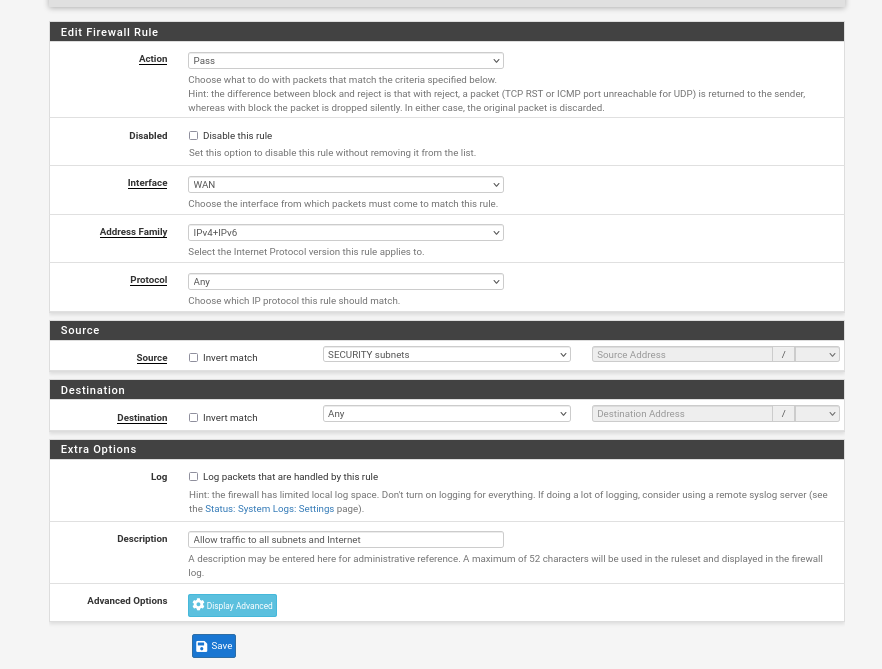 Edit Firewall Rule
Action
Pass
Choose what to do with packets that match the criteria specified below.
Hint: the difference between block and reject is that with reject, a packet (TCP RST or ICMP port unreachable for UDP) is returned to the sender,
whereas with block the packet is dropped silently. In either case, the original packet is discarded.
Disabled
Disable this rule
Set this option to disable this rule without removing it from the list.
Interface
WAN
Choose the interface from which packets must come to match this rule.
Address Family
IPv4+IPv6
Select the Internet Protocol version this rule applies to.
Protocol
Any
Choose which IP protocol this rule should match.
Source
Source
Invert match
SECURITY subnets
Source Address
/
Destination
Destination
Invert match
Any
Destination Address
/
Extra Options
Log
Log packets that are handled by this rule
Hint: the firewall has limited local log space. Don't turn on logging for everything. If doing a lot of logging, consider using a remote syslog server (see
the Status: System Logs: Settings page).
Description
Allow traffic to all subnets and Internet
A description may be entered here for administrative reference. A maximum of 52 characters will be used in the ruleset and displayed in the firewall
log.
Advanced Options
Display Advanced
Save